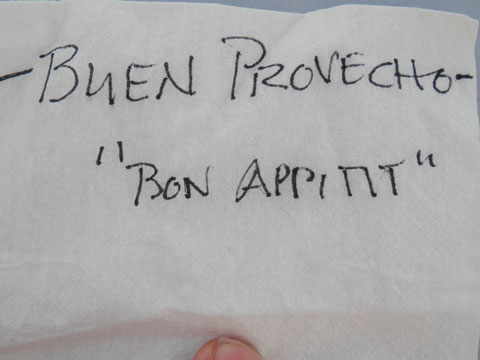 -BUEN PROVECHO-
"BON APPITIT"